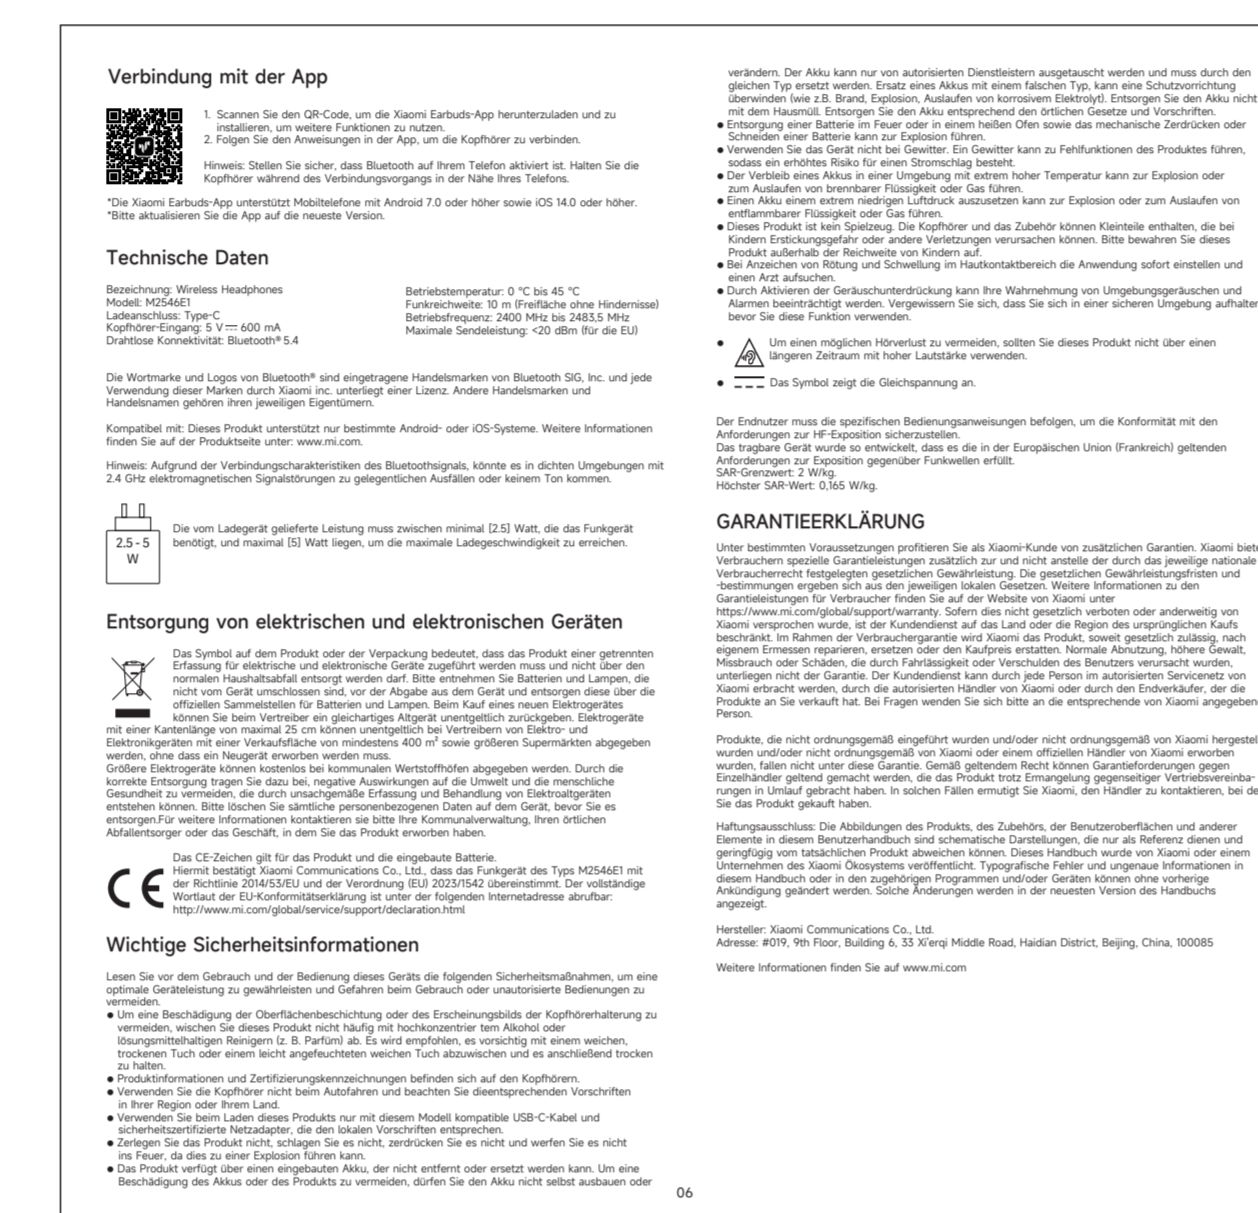 Verbindung mit der App
1. Scannen Sie den QR-Code, um die Xiaomi Earbuds-App herunterzuladen und zu
installieren, um weitere Funktionen zu nutzen.
2. Folgen Sie den Anweisungen in der App, um die Kopfhörer zu verbinden.
Hinweis: Stellen Sie sicher, dass Bluetooth auf Ihrem Telefon aktiviert ist. Halten Sie die
Kopfhörer während des Verbindungsvorgangs in der Nähe Ihres Telefons.
*Die Xiaomi Earbuds-App unterstützt Mobiltelefone mit Android 7.0 oder höher sowie iOS 14.0 oder höher.
*Bitte aktualisieren Sie die App auf die neueste Version.
Technische Daten
Bezeichnung: Wireless Headphones
Modell: M2546E1
Ladeanschluss: Type-C
Kopfhörer-Eingang: 5 V ⎓ 600 mA
Drahtlose Konnektivität: Bluetooth® 5.4
Betriebstemperatur: 0 °C bis 45 °C
Funkreichweite: 10 m (Freifläche ohne Hindernisse)
Betriebsfrequenz: 2400 MHz bis 2483,5 MHz
Maximale Sendeleistung: <20 dBm (für die EU)
Die Wortmarke und Logos von Bluetooth® sind eingetragene Handelsmarken von Bluetooth SIG, Inc. und jede
Verwendung dieser Marken durch Xiaomi inc. unterliegt einer Lizenz. Andere Handelsmarken und
Handelsnamen gehören ihren jeweiligen Eigentümern.
Kompatibel mit: Dieses Produkt unterstützt nur bestimmte Android- oder iOS-Systeme. Weitere Informationen
finden Sie auf der Produktseite unter: www.mi.com.
Hinweis: Aufgrund der Verbindungscharakteristiken des Bluetoothsignals, könnte es in dichten Umgebungen mit
2.4 GHz elektromagnetischen Signalstörungen zu gelegentlichen Ausfällen oder keinem Ton kommen.
2.5 - 5
W
Die vom Ladegerät gelieferte Leistung muss zwischen minimal [2.5] Watt, die das Funkgerät
benötigt, und maximal [5] Watt liegen, um die maximale Ladegeschwindigkeit zu erreichen.
Entsorgung von elektrischen und elektronischen Geräten
Das Symbol auf dem Produkt oder der Verpackung bedeutet, dass das Produkt einer getrennten
Erfassung für elektrische und elektronische Geräte zugeführt werden muss und nicht über den
normalen Haushaltsabfall entsorgt werden darf. Bitte entnehmen Sie Batterien und Lampen, die
nicht vom Gerät umschlossen sind, vor der Abgabe aus dem Gerät und entsorgen diese über die
offiziellen Sammelstellen für Batterien und Lampen. Beim Kauf eines neuen Elektrogerätes
können Sie beim Vertreiber ein gleichartiges Altgerät unentgeltlich zurückgeben. Elektrogeräte
mit einer Kantenlänge von maximal 25 cm können unentgeltlich bei Vertreibern von Elektro- und
Elektronikgeräten mit einer Verkaufsfläche von mindestens 400 m² sowie größeren Supermärkten abgegeben
werden, ohne dass ein Neugerät erworben werden muss.
Größere Elektrogeräte können kostenlos bei kommunalen Wertstoffhöfen abgegeben werden. Durch die
korrekte Entsorgung tragen Sie dazu bei, negative Auswirkungen auf die Umwelt und die menschliche
Gesundheit zu vermeiden, die durch unsachgemäße Erfassung und Behandlung von Elektroaltgeräten
entstehen können. Bitte löschen Sie sämtliche personenbezogenen Daten auf dem Gerät, bevor Sie es
entsorgen.Für weitere Informationen kontaktieren sie bitte Ihre Kommunalverwaltung, Ihren örtlichen
Abfallentsorger oder das Geschäft, in dem Sie das Produkt erworben haben.
CE
Das CE-Zeichen gilt für das Produkt und die eingebaute Batterie.
Hiermit bestätigt Xiaomi Communications Co., Ltd., dass das Funkgerät des Typs M2546E1 mit
der Richtlinie 2014/53/EU und der Verordnung (EU) 2023/1542 übereinstimmt. Der vollständige
Wortlaut der EU-Konformitätserklärung ist unter der folgenden Internetadresse abrufbar:
http://www.mi.com/global/service/support/declaration.html
Wichtige Sicherheitsinformationen
Lesen Sie vor dem Gebrauch und der Bedienung dieses Geräts die folgenden Sicherheitsmaßnahmen, um eine
optimale Geräteleistung zu gewährleisten und Gefahren beim Gebrauch oder unautorisierte Bedienungen zu
vermeiden.
● Um eine Beschädigung der Oberflächenbeschichtung oder des Erscheinungsbilds der Kopfhörerhalterung zu
vermeiden, wischen Sie dieses Produkt nicht häufig mit hochkonzentrier tem Alkohol oder
lösungsmittelhaltigen Reinigern (z. B. Parfüm) ab. Es wird empfohlen, es vorsichtig mit einem weichen,
trockenen Tuch oder einem leicht angefeuchteten weichen Tuch abzuwischen und es anschließend trocken
zu halten.
● Produktinformationen und Zertifizierungskennzeichnungen befinden sich auf den Kopfhörern.
● Verwenden Sie die Kopfhörer nicht beim Autofahren und beachten Sie dieentsprechenden Vorschriften
in Ihrer Region oder Ihrem Land.
● Verwenden Sie beim Laden dieses Produkts nur mit diesem Modell kompatible USB-C-Kabel und
sicherheitszertifizierte Netzadapter, die den lokalen Vorschriften entsprechen.
● Zerlegen Sie das Produkt nicht, schlagen Sie es nicht, zerdrücken Sie es nicht und werfen Sie es nicht
ins Feuer, da dies zu einer Explosion führen kann.
● Das Produkt verfügt über einen eingebauten Akku, der nicht entfernt oder ersetzt werden kann. Um eine
Beschädigung des Akkus oder des Produkts zu vermeiden, dürfen Sie den Akku nicht selbst ausbauen oder
verändern. Der Akku kann nur von autorisierten Dienstleistern ausgetauscht werden und muss durch den
gleichen Typ ersetzt werden. Ersatz eines Akkus mit einem falschen Typ, kann eine Schutzvorrichtung
überwinden (wie z.B. Brand, Explosion, Auslaufen von korrosivem Elektrolyt). Entsorgen Sie den Akku nicht
mit dem Hausmüll. Entsorgen Sie den Akku entsprechend den örtlichen Gesetze und Vorschriften.
● Entsorgung einer Batterie im Feuer oder in einem heißen Ofen sowie das mechanische Zerdrücken oder
Schneiden einer Batterie kann zur Explosion führen.
● Verwenden Sie das Gerät nicht bei Gewitter. Ein Gewitter kann zu Fehlfunktionen des Produktes führen,
sodass ein erhöhtes Risiko für einen Stromschlag besteht.
● Der Verbleib eines Akkus in einer Umgebung mit extrem hoher Temperatur kann zur Explosion oder
zum Auslaufen von brennbarer Flüssigkeit oder Gas führen.
● Einen Akku einem extrem niedrigen Luftdruck auszusetzen kann zur Explosion oder zum Auslaufen von
entflammbarer Flüssigkeit oder Gas führen.
● Dieses Produkt ist kein Spielzeug. Die Kopfhörer und das Zubehör können Kleinteile enthalten, die bei
Kindern Erstickungsgefahr oder andere Verletzungen verursachen können. Bitte bewahren Sie dieses
Produkt außerhalb der Reichweite von Kindern auf.
● Bei Anzeichen von Rötung und Schwellung im Hautkontaktbereich die Anwendung sofort einstellen und
einen Arzt aufsuchen.
● Durch Aktivieren der Geräuschunterdrückung kann Ihre Wahrnehmung von Umgebungsgeräuschen und
Alarmen beeinträchtigt werden. Vergewissern Sie sich, dass Sie sich in einer sicheren Umgebung aufhalten
bevor Sie diese Funktion verwenden.
● Um einen möglichen Hörverlust zu vermeiden, sollten Sie dieses Produkt nicht über einen
längeren Zeitraum mit hoher Lautstärke verwenden.
● Das Symbol zeigt die Gleichspannung an.
Der Endnutzer muss die spezifischen Bedienungsanweisungen befolgen, um die Konformität mit den
Anforderungen zur HF-Exposition sicherzustellen.
Das tragbare Gerät wurde so entwickelt, dass es die in der Europäischen Union (Frankreich) geltenden
Anforderungen zur Exposition gegenüber Funkwellen erfüllt.
SAR-Grenzwert: 2 W/kg.
Höchster SAR-Wert: 0,165 W/kg.
GARANTIEERKLÄRUNG
Unter bestimmten Voraussetzungen profitieren Sie als Xiaomi-Kunde von zusätzlichen Garantien. Xiaomi biete
Verbrauchern spezielle Garantieleistungen zusätzlich zur und nicht anstelle der durch das jeweilige nationale
Verbraucherrecht festgelegten gesetzlichen Gewährleistung. Die gesetzlichen Gewährleistungsfristen und
-bestimmungen ergeben sich aus den jeweiligen lokalen Gesetzen. Weitere Informationen zu den
Garantieleistungen für Verbraucher finden Sie auf der Website von Xiaomi unter
https://www.mi.com/global/support/warranty. Sofern dies nicht gesetzlich verboten oder anderweitig von
Xiaomi versprochen wurde, ist der Kundendienst auf das Land oder die Region des ursprünglichen Kaufs
beschränkt. Im Rahmen der Verbrauchergarantie wird Xiaomi das Produkt, soweit gesetzlich zulässig, nach
eigenem Ermessen reparieren, ersetzen oder den Kaufpreis erstatten. Normale Abnutzung, höhere Gewalt,
Missbrauch oder Schäden, die durch Fahrlässigkeit oder Verschulden des Benutzers verursacht wurden,
unterliegen nicht der Garantie. Der Kundendienst kann durch jede Person im autorisierten Servicenetz von
Xiaomi erbracht werden, durch die autorisierten Händler von Xiaomi oder durch den Endverkäufer, der die
Produkte an Sie verkauft hat. Bei Fragen wenden Sie sich bitte an die entsprechende von Xiaomi angegebene
Person.
Produkte, die nicht ordnungsgemäß eingeführt wurden und/oder nicht ordnungsgemäß von Xiaomi hergestel
wurden und/oder nicht ordnungsgemäß von Xiaomi oder einem offiziellen Händler von Xiaomi erworben
wurden, fallen nicht unter diese Garantie. Gemäß geltendem Recht können Garantieforderungen gegen
Einzelhändler geltend gemacht werden, die das Produkt trotz Ermangelung gegenseitiger Vertriebsvereinba-
rungen in Umlauf gebracht haben. In solchen Fällen ermutigt Sie Xiaomi, den Händler zu kontaktieren, bei de
Sie das Produkt gekauft haben.
Haftungsausschluss: Die Abbildungen des Produkts, des Zubehörs, der Benutzeroberflächen und anderer
Elemente in diesem Benutzerhandbuch sind schematische Darstellungen, die nur als Referenz dienen und
geringfügig vom tatsächlichen Produkt abweichen können. Dieses Handbuch wurde von Xiaomi oder einem
Unternehmen des Xiaomi Ökosystems veröffentlicht. Typografische Fehler und ungenaue Informationen in
diesem Handbuch oder in den zugehörigen Programmen und/oder Geräten können ohne vorherige
Ankündigung geändert werden. Solche Änderungen werden in der neuesten Version des Handbuchs
angezeigt.
Hersteller: Xiaomi Communications Co., Ltd.
Adresse: #019, 9th Floor, Building 6, 33 Xi'erqi Middle Road, Haidian District, Beijing, China, 100085
Weitere Informationen finden Sie auf www.mi.com
06